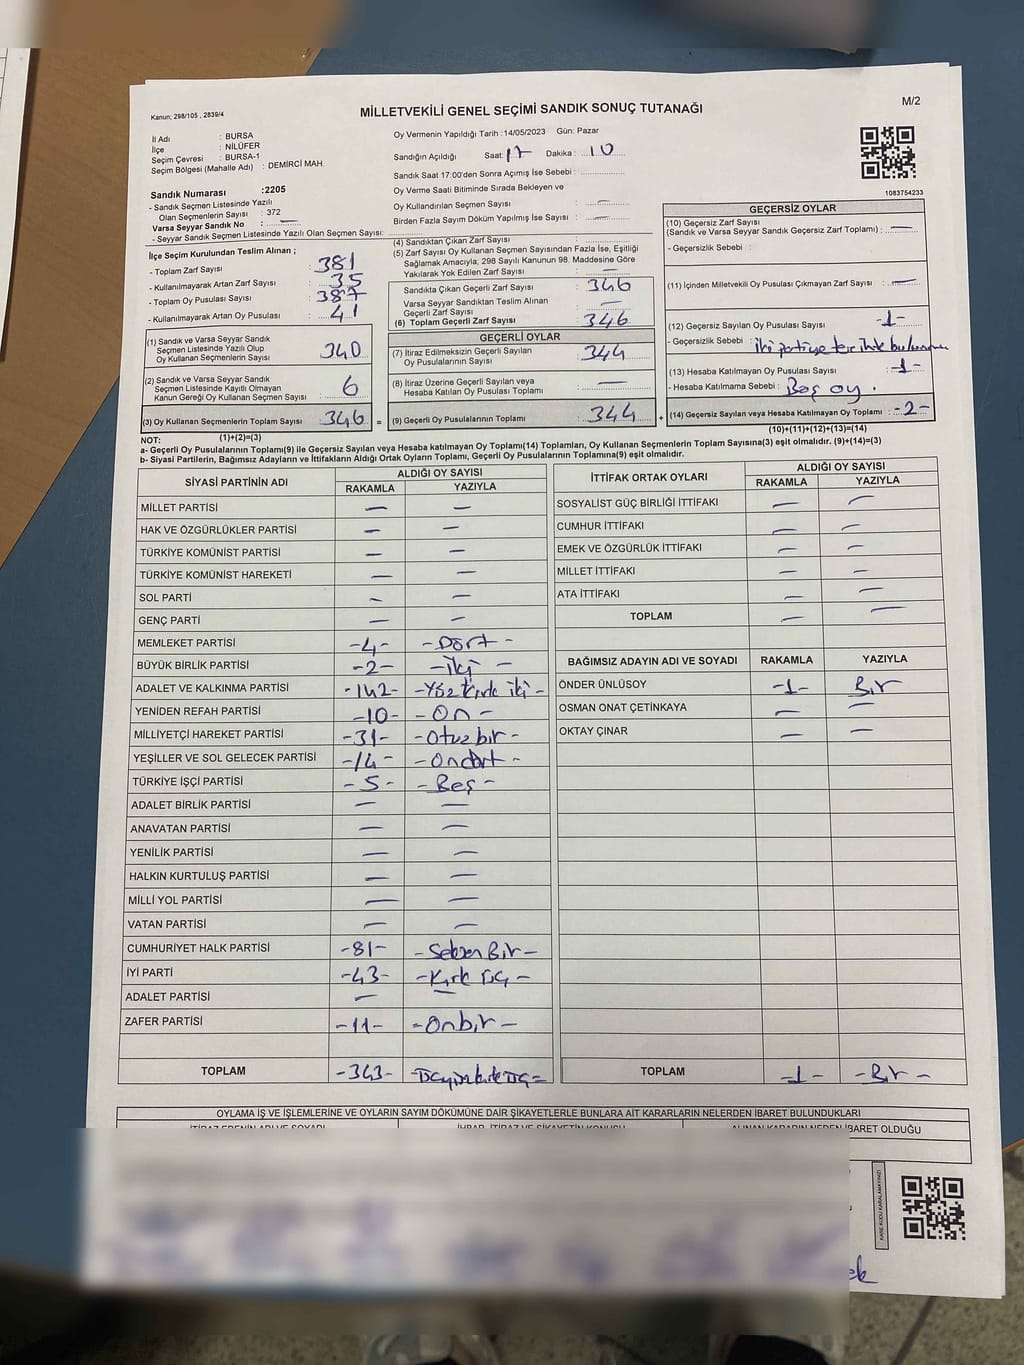 Kanun; 298/105 , 2839/4
MİLLETVEKİLİ GENEL SEÇİMİ SANDIK SONUÇ TUTANAĞI
M/2
İl Adı : BURSA
İlçe : NİLÜFER
Seçim Çevresi : BURSA-1
Seçim Bölgesi (Mahalle Adı) : DEMİRCİ MAH.
Sandık Numarası :2205
- Sandık Seçmen Listesinde Yazılı
Olan Seçmenlerin Sayısı : 372
Varsa Seyyar Sandık No : —
- Seyyar Sandık Seçmen Listesinde Yazılı Olan Seçmen Sayısı:
Oy Vermenin Yapıldığı Tarih :14/05/2023 Gün: Pazar
Sandığın Açıldığı Saat: 17 Dakika : 10
Sandık Saat 17.00'den Sonra Açımış İse Sebebi :
Oy Verme Saati Bitiminde Sırada Bekleyen ve
Oy Kullandırılan Seçmen Sayısı : —
Birden Fazla Sayım Döküm Yapılmış İse Sayısı : —
1083754233
İlçe Seçim Kurulundan Teslim Alınan ;
- Toplam Zarf Sayısı : 381
- Kullanılmayarak Artan Zarf Sayısı : 35
- Toplam Oy Pusulası Sayısı : 387
- Kullanılmayarak Artan Oy Pusulası : 41
(1) Sandık ve Varsa Seyyar Sandık
Seçmen Listesinde Yazılı Olup
Oy Kullanan Seçmenlerin Sayısı : 340
(2) Sandık ve Varsa Seyyar Sandık
Seçmen Listesinde Kayıtlı Olmayan
Kanun Gereği Oy Kullanan Seçmen Sayısı : 6
(3) Oy Kullanan Seçmenlerin Toplam Sayısı : 346 =
(1)+(2)=(3)
(4) Sandıktan Çıkan Zarf Sayısı :
(5) Zarf Sayısı Oy Kullanan Seçmen Sayısından Fazla İse, Eşitliği
Sağlamak Amacıyla; 298 Sayılı Kanunun 98. Maddesine Göre
Yakılarak Yok Edilen Zarf Sayısı : —
Sandıkta Çıkan Geçerli Zarf Sayısı : 346
Varsa Seyyar Sandıktan Teslim Alınan
Geçerli Zarf Sayısı : —
(6) Toplam Geçerli Zarf Sayısı : 346
GEÇERLİ OYLAR
(7) İtiraz Edilmeksizin Geçerli Sayılan
Oy Pusulalarının Sayısı : 344
(8) İtiraz Üzerine Geçerli Sayılan veya
Hesaba Katılan Oy Pusulası Toplamı : —
(9) Geçerli Oy Pusulalarının Toplamı : 344 +
GEÇERSİZ OYLAR
(10) Geçersiz Zarf Sayısı
(Sandık ve Varsa Seyyar Sandık Geçersiz Zarf Toplamı) : —
- Geçersizlik Sebebi :
(11) İçinden Milletvekili Oy Pusulası Çıkmayan Zarf Sayısı : —
(12) Geçersiz Sayılan Oy Pusulası Sayısı : -1-
- Geçersizlik Sebebi : İki partiye tercihte bulunma
(13) Hesaba Katılmayan Oy Pusulası Sayısı : -1-
- Hesaba Katılmama Sebebi : Boş oy.
(14) Geçersiz Sayılan veya Hesaba Katılmayan Oy Toplamı : -2-
(10)+(11)+(12)+(13)=(14)
NOT:
a- Geçerli Oy Pusulalarının Toplamı(9) ile Geçersiz Sayılan veya Hesaba katılmayan Oy Toplamı(14) Toplamları, Oy Kullanan Seçmenlerin Toplam Sayısına(3) eşit olmalıdır. (9)+(14)=(3)
b- Siyasi Partilerin, Bağımsız Adayların ve İttifakların Aldığı Ortak Oyların Toplamı, Geçerli Oy Pusulalarının Toplamına(9) eşit olmalıdır.
SİYASİ PARTİNİN ADI ALDIĞI OY SAYISI
RAKAMLA YAZIYLA
MİLLET PARTİSİ — —
HAK VE ÖZGÜRLÜKLER PARTİSİ — —
TÜRKİYE KOMÜNİST PARTİSİ — —
TÜRKİYE KOMÜNİST HAREKETİ — —
SOL PARTİ — —
GENÇ PARTİ — —
MEMLEKET PARTİSİ -4- -Dört-
BÜYÜK BİRLİK PARTİSİ -2- -İki-
ADALET VE KALKINMA PARTİSİ -142- -Yüz kırk iki-
YENİDEN REFAH PARTİSİ -10- -On-
MİLLİYETÇİ HAREKET PARTİSİ -31- -Otuz bir-
YEŞİLLER VE SOL GELECEK PARTİSİ -14- -Ondört-
TÜRKİYE İŞÇİ PARTİSİ -5- -Beş-
ADALET BİRLİK PARTİSİ — —
ANAVATAN PARTİSİ — —
YENİLİK PARTİSİ — —
HALKIN KURTULUŞ PARTİSİ — —
MİLLİ YOL PARTİSİ — —
VATAN PARTİSİ — —
CUMHURİYET HALK PARTİSİ -81- -Seksen Bir-
İYİ PARTİ -43- -Kırk üç-
ADALET PARTİSİ — —
ZAFER PARTİSİ -11- -Onbir-
TOPLAM -343- -Üçyüzkırk üç-
İTTİFAK ORTAK OYLARI ALDIĞI OY SAYISI
RAKAMLA YAZIYLA
SOSYALİST GÜÇ BİRLİĞİ İTTİFAKI — —
CUMHUR İTTİFAKI — —
EMEK VE ÖZGÜRLÜK İTTİFAKI — —
MİLLET İTTİFAKI — —
ATA İTTİFAKI — —
TOPLAM — —
BAĞIMSIZ ADAYIN ADI VE SOYADI RAKAMLA YAZIYLA
ÖNDER ÜNLÜSOY -1- Bir
OSMAN ONAT ÇETİNKAYA — —
OKTAY ÇINAR — —
TOPLAM -1- -Bir-
OYLAMA İŞ VE İŞLEMLERİNE VE OYLARIN SAYIM DÖKÜMÜNE DAİR ŞİKAYETLERLE BUNLARA AİT KARARLARIN NELERDEN İBARET BULUNDUKLARI
İTİRAZ EDENİN ADI VE SOYADI İHBAR, İTİRAZ VE ŞİKAYETİN KONUSU ALINAN KARARIN NEDEN İBARET OLDUĞU
KARE KODU KARALAMAYINIZ!